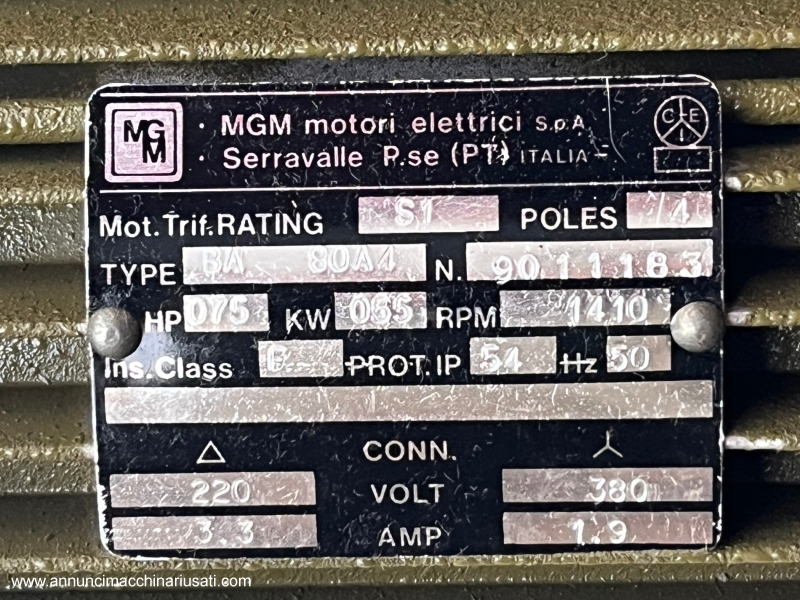 MGM
· MGM motori elettrici S.p.A.
· Serravalle P.se (PT) ITALIA
CEI
Mot. Trif. RATING S1 POLES 4
TYPE BA 80A4 N. 9011183
HP 075 KW 055 RPM 1410
Ins. Class PROT. IP 54 Hz 50
△ CONN. ⅄
220 VOLT 380
3.3 AMP 1.9
www.annuncimacchinariusati.com